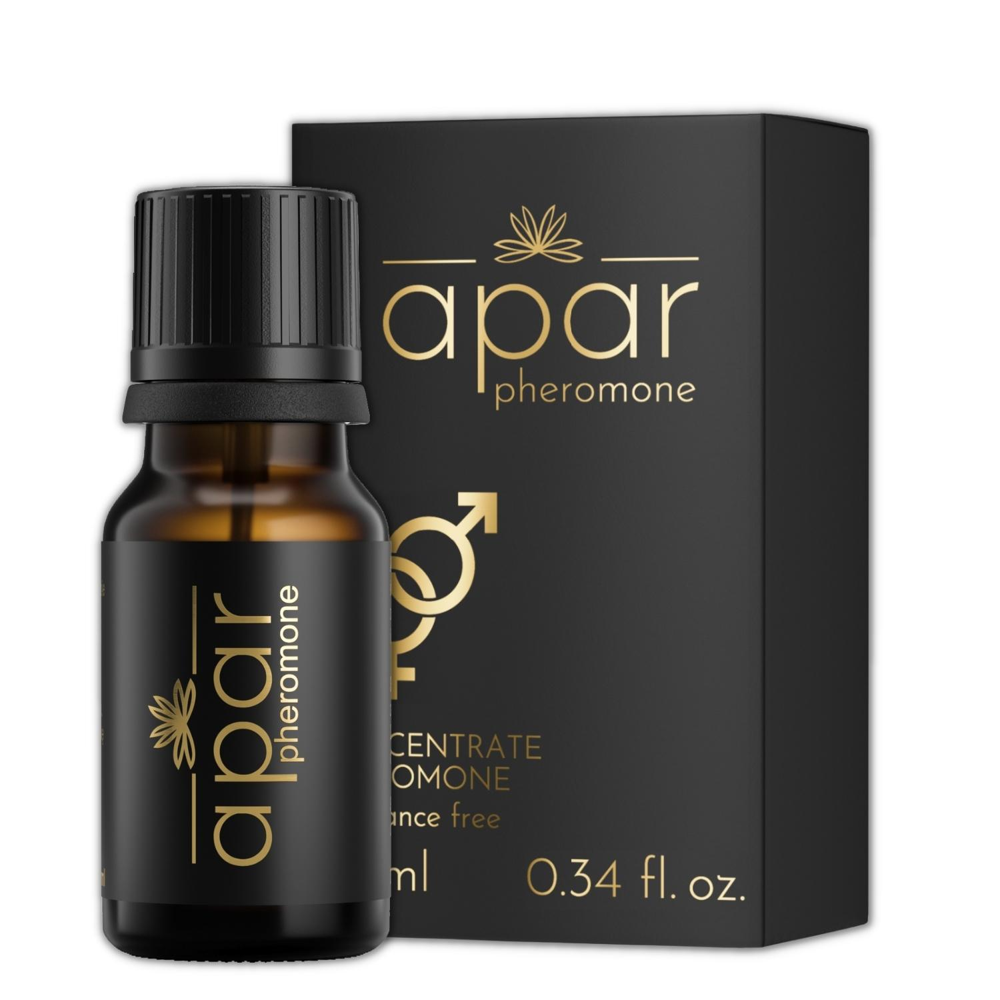 apar
pheromone
CENTRATE
OMONE
ance free
ml 0.34 fl. oz.
apar
pheromone